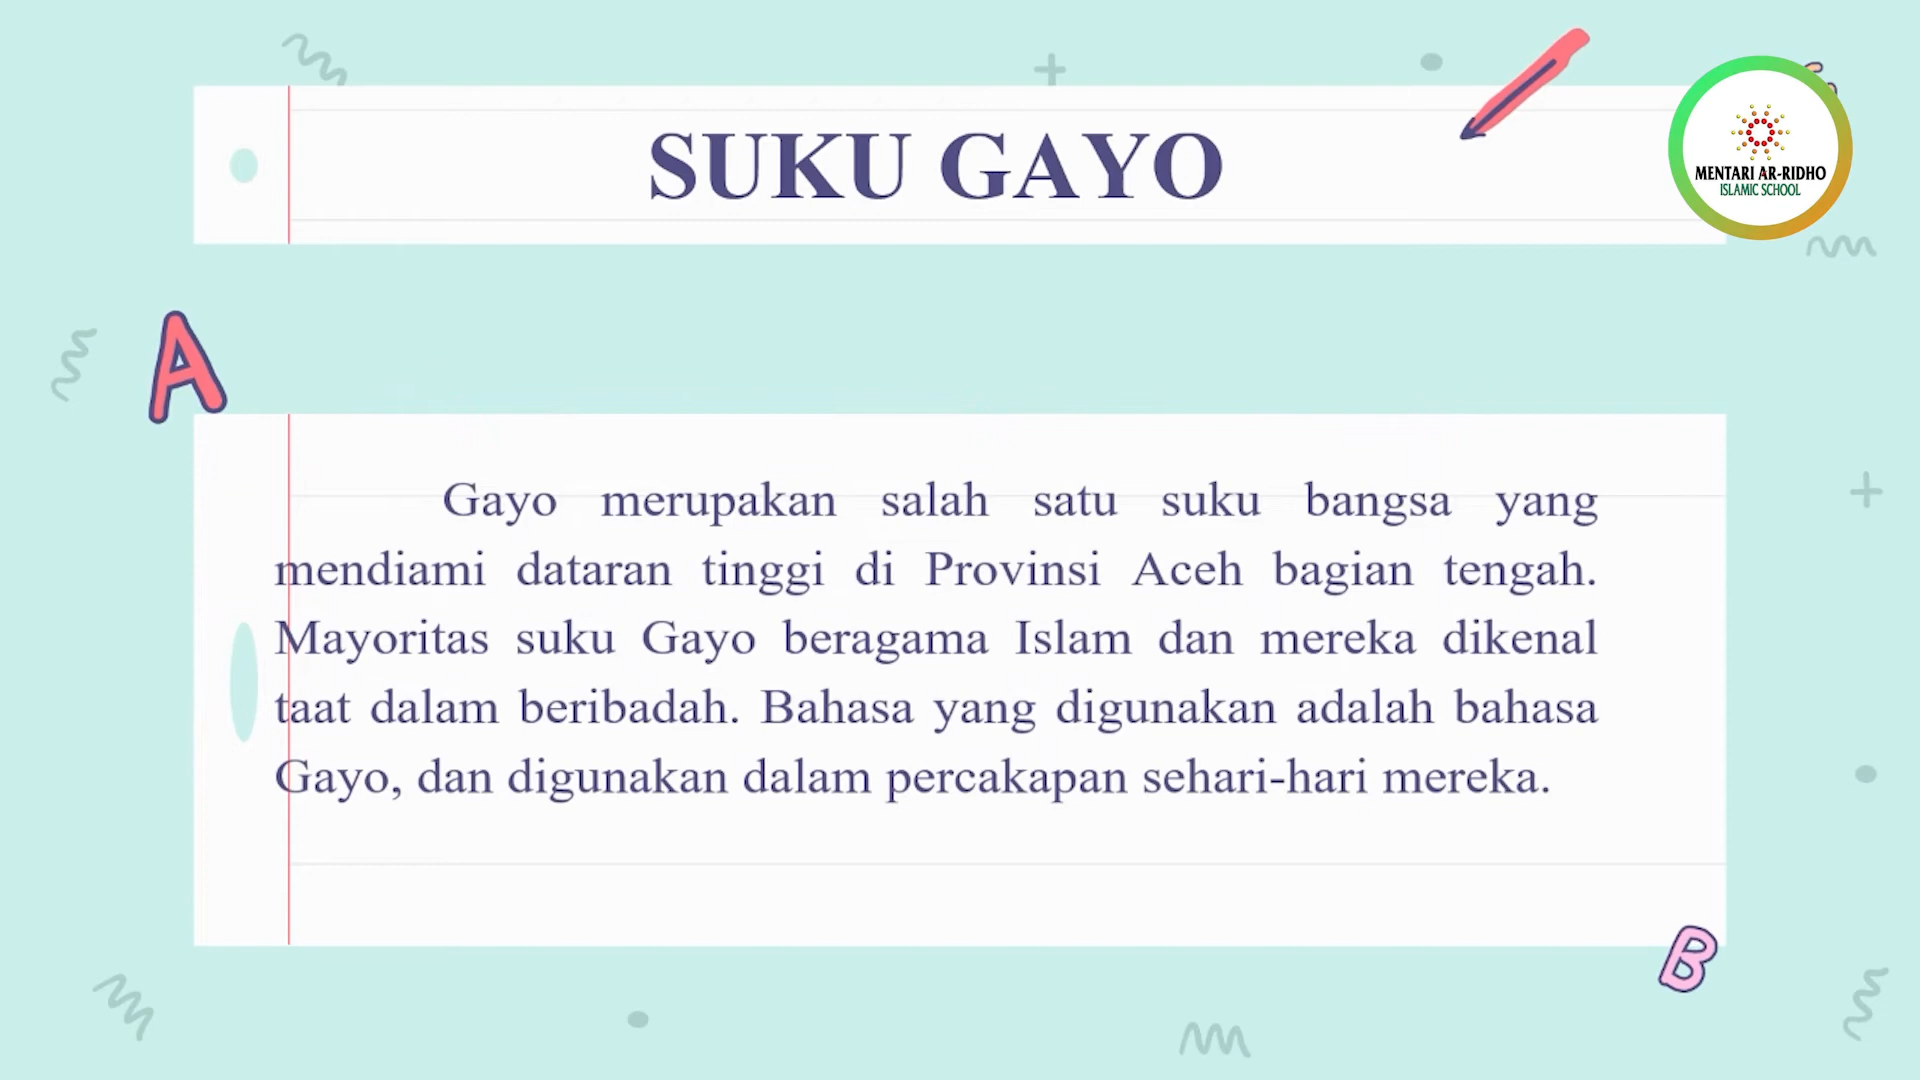 SUKU GAYO
MENTARI AR-RIDHO
ISLAMIC SCHOOL
A
Gayo merupakan salah satu suku bangsa yang
mendiami dataran tinggi di Provinsi Aceh bagian tengah.
Mayoritas suku Gayo beragama Islam dan mereka dikenal
taat dalam beribadah. Bahasa yang digunakan adalah bahasa
Gayo, dan digunakan dalam percakapan sehari-hari mereka.
B